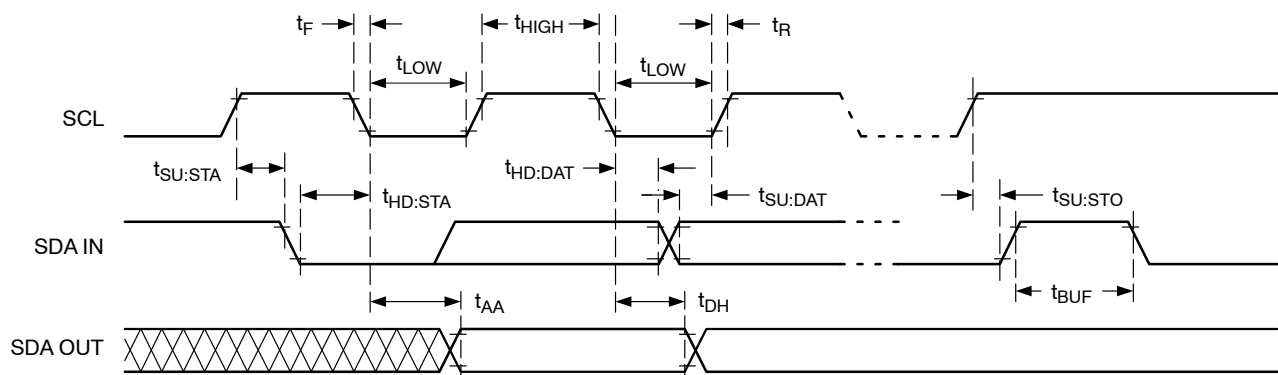 tF
tHIGH
tR
tLOW
tLOW
SCL
tSU:STA
tHD:DAT
tHD:STA
tSU:DAT
tSU:STO
SDA IN
tBUF
tAA
tDH
SDA OUT